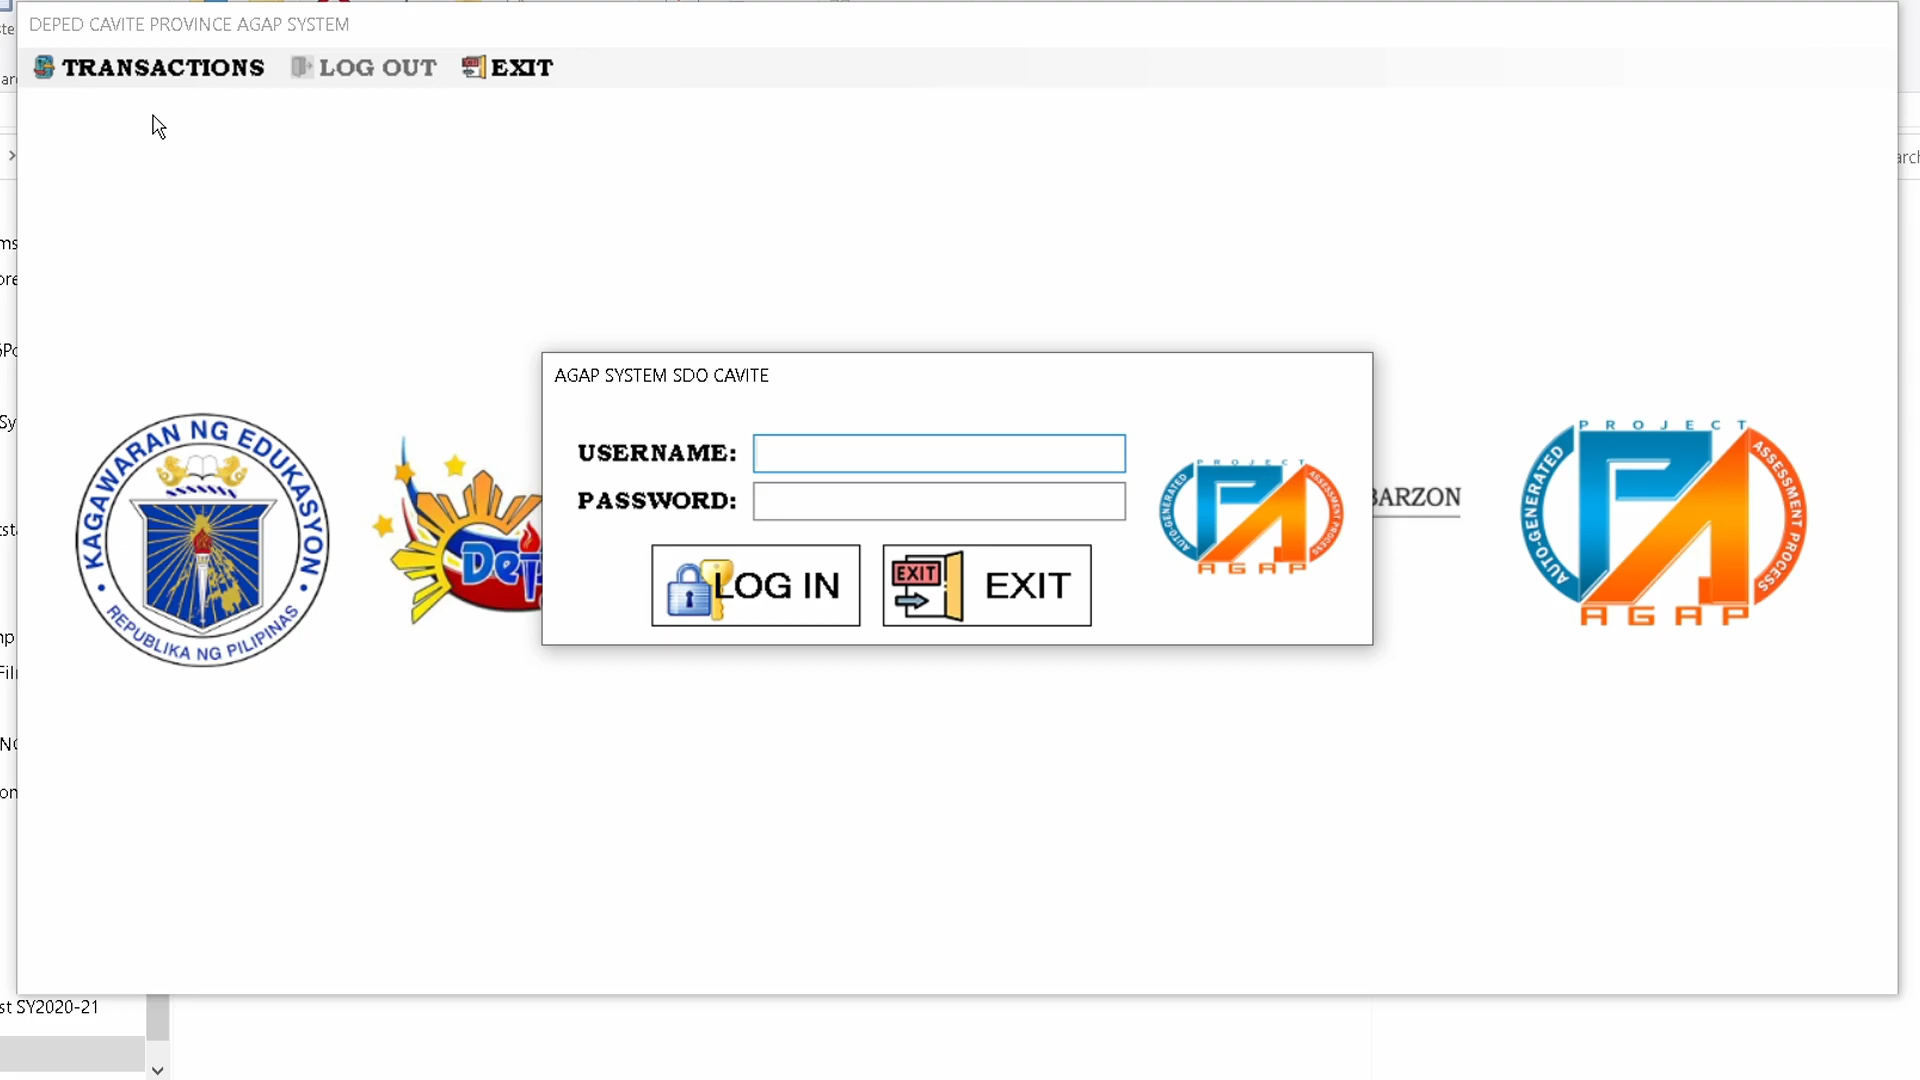 DEPED CAVITE PROVINCE AGAP SYSTEM
TRANSACTIONS LOG OUT EXIT
AGAP SYSTEM SDO CAVITE
USERNAME:
PASSWORD:
LOG IN
EXIT EXIT
PROJECT
AUTO-GENERATED
ASSESSMENT PROCESS
AGAP
KAGAWARAN NG EDUKASYON
REPUBLIKA NG PILIPINAS
BARZON
PROJECT
AUTO-GENERATED
ASSESSMENT PROCESS
AGAP
st SY2020-21